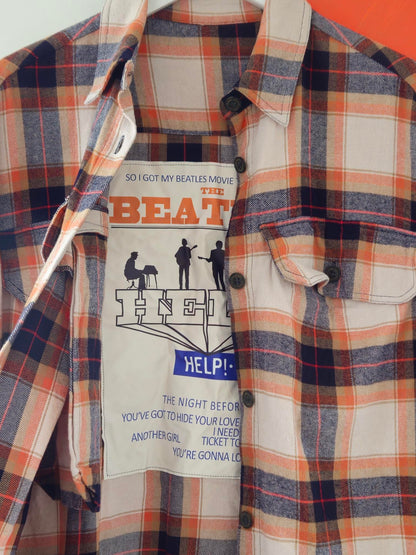 SO I GOT MY BEATLES MOVIE
THE
BEAT
HEL
HELP!
THE NIGHT BEFOR
YOU'VE GOT TO HIDE YOUR LOVE
I NEED
ANOTHER GIRL TICKET TO
YOU'RE GONNA LO